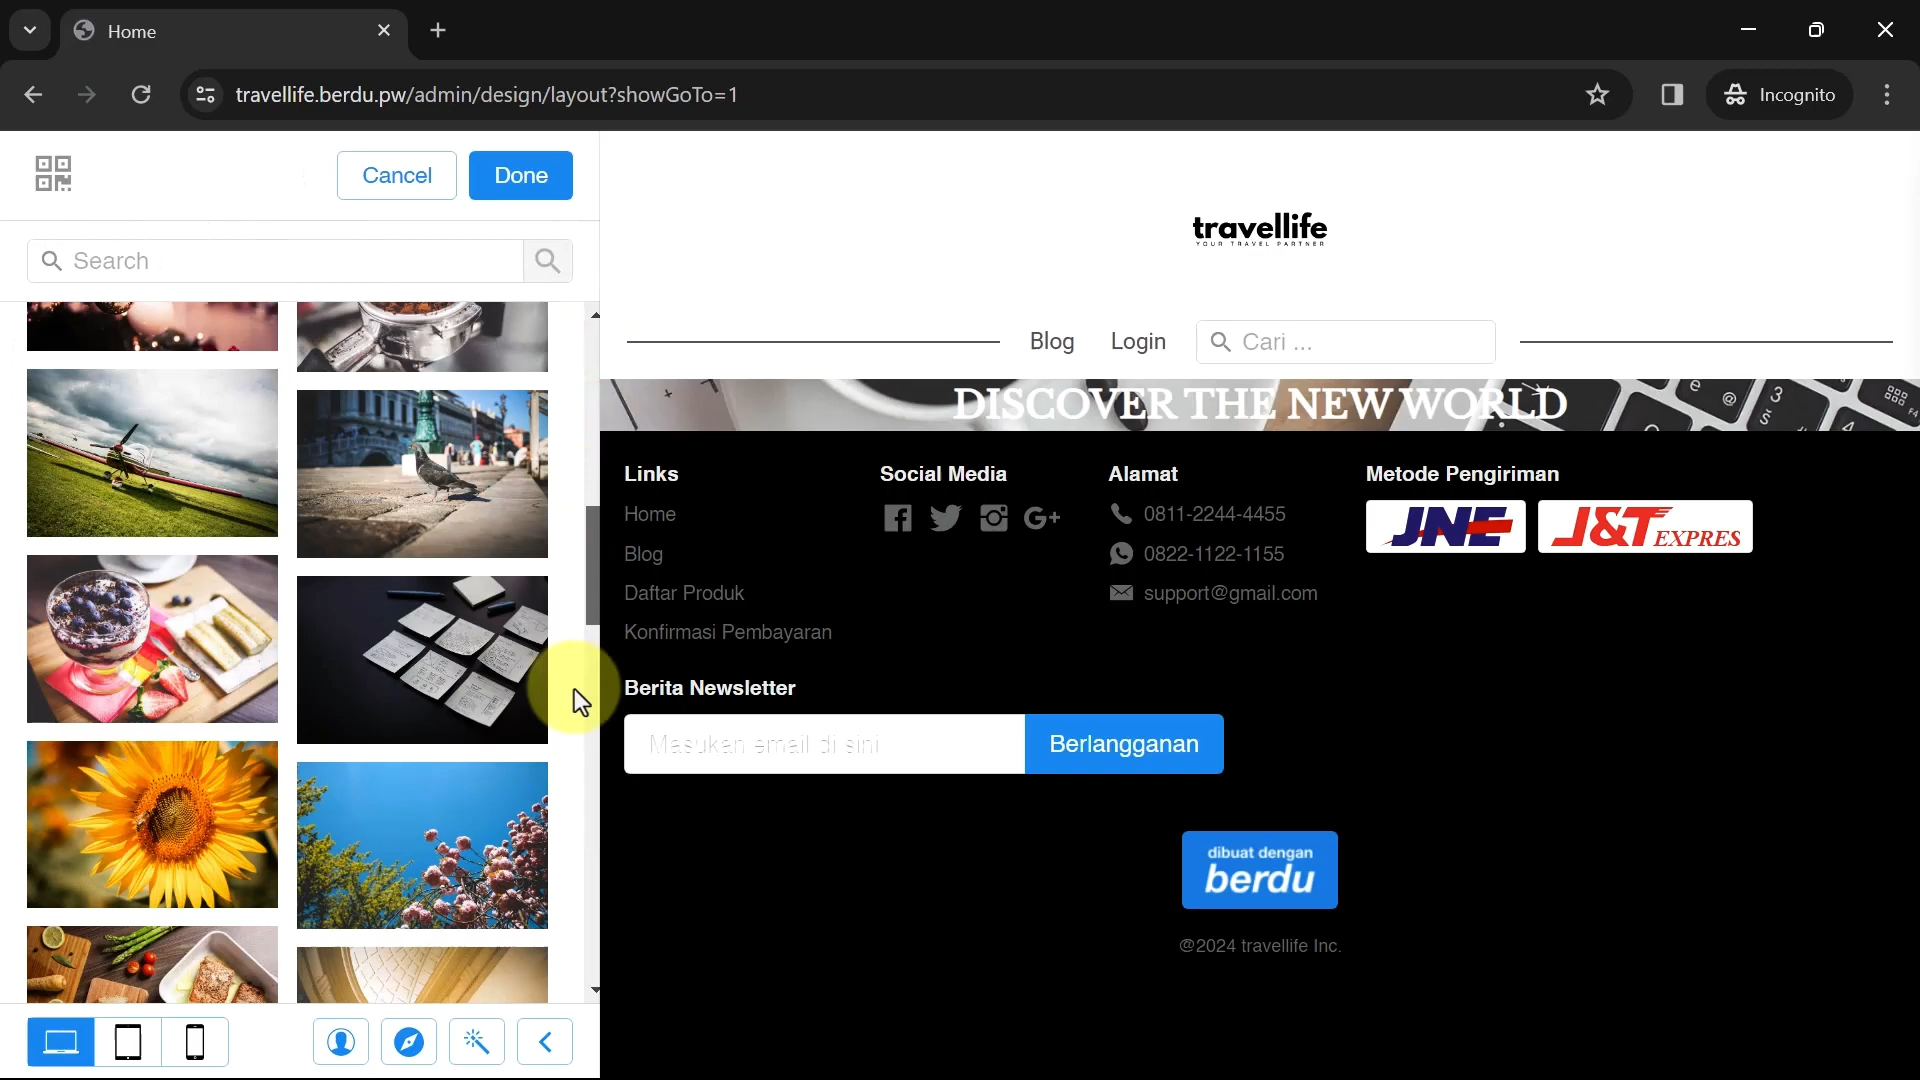 Home
travellife.berdu.pw/admin/design/layout?showGoTo=1
Incognito
Cancel
Done
Search
travellife
YOUR TRAVEL PARTNER
Blog
Login
Cari ...
DISCOVER THE NEW WORLD
Links
Home
Blog
Daftar Produk
Konfirmasi Pembayaran
Social Media
Alamat
0811-2244-4455
0822-1122-1155
support@gmail.com
Metode Pengiriman
JNE
J&T EXPRES
Berita Newsletter
Masukan email di sini
Berlangganan
dibuat dengan
berdu
@2024 travellife Inc.